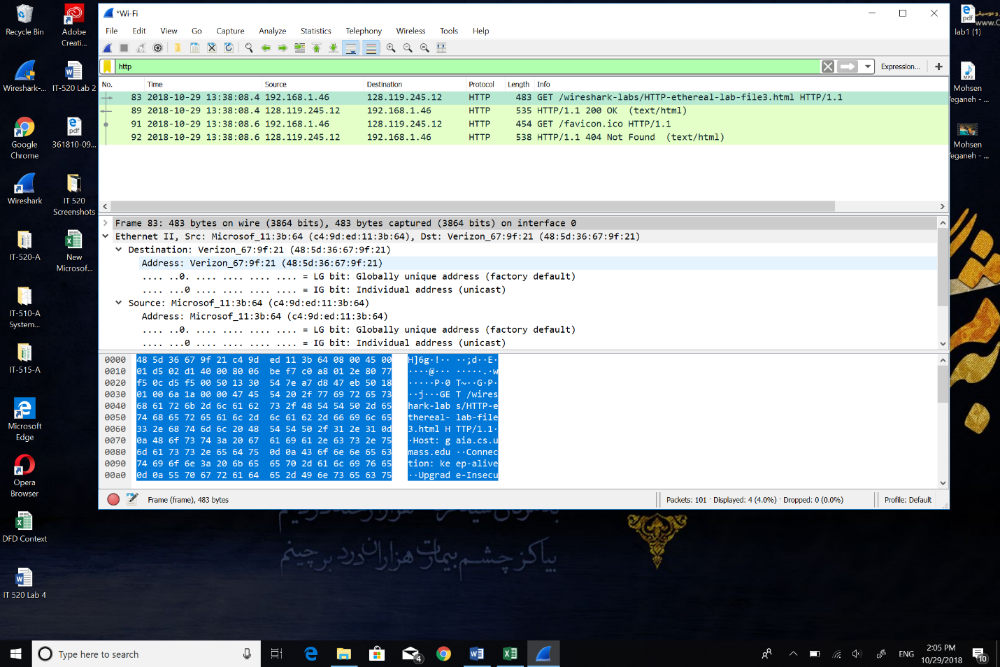 Recycle Bin
Adobe
Creati...
Wireshark-...
IT-520 Lab 2
Google
Chrome
361810-09...
Wireshark
IT 520
Screenshots
IT-520-A
New
Microsof...
IT-510-A
System...
IT-515-A
Microsoft
Edge
Opera
Browser
DFD Context
IT 520 Lab 4
*Wi-Fi
File Edit View Go Capture Analyze Statistics Telephony Wireless Tools Help
http
Expression...
No. Time Source Destination Protocol Length Info
83 2018-10-29 13:38:08.4 192.168.1.46 128.119.245.12 HTTP 483 GET /wireshark-labs/HTTP-ethereal-lab-file3.html HTTP/1.1
89 2018-10-29 13:38:08.4 128.119.245.12 192.168.1.46 HTTP 535 HTTP/1.1 200 OK (text/html)
91 2018-10-29 13:38:08.6 192.168.1.46 128.119.245.12 HTTP 454 GET /favicon.ico HTTP/1.1
92 2018-10-29 13:38:08.6 128.119.245.12 192.168.1.46 HTTP 538 HTTP/1.1 404 Not Found (text/html)
Frame 83: 483 bytes on wire (3864 bits), 483 bytes captured (3864 bits) on interface 0
Ethernet II, Src: Microsof_11:3b:64 (c4:9d:ed:11:3b:64), Dst: Verizon_67:9f:21 (48:5d:36:67:9f:21)
Destination: Verizon_67:9f:21 (48:5d:36:67:9f:21)
Address: Verizon_67:9f:21 (48:5d:36:67:9f:21)
.... ..0. .... .... .... .... = LG bit: Globally unique address (factory default)
.... ...0 .... .... .... .... = IG bit: Individual address (unicast)
Source: Microsof_11:3b:64 (c4:9d:ed:11:3b:64)
Address: Microsof_11:3b:64 (c4:9d:ed:11:3b:64)
.... ..0. .... .... .... .... = LG bit: Globally unique address (factory default)
.... ...0 .... .... .... .... = IG bit: Individual address (unicast)
0000 48 5d 36 67 9f 21 c4 9d ed 11 3b 64 08 00 45 00 H]6g·!·· ··;d··E·
0010 01 d5 02 d1 40 00 80 06 be f7 c0 a8 01 2e 80 77 ····@··· ·····.·w
0020 f5 0c d5 f5 00 50 13 30 54 7e a7 d8 47 eb 50 18 ·····P·0 T~··G·P·
0030 01 00 6a 1a 00 00 47 45 54 20 2f 77 69 72 65 73 ··j···GE T /wires
0040 68 61 72 6b 2d 6c 61 62 73 2f 48 54 54 50 2d 65 hark-lab s/HTTP-e
0050 74 68 65 72 65 61 6c 2d 6c 61 62 2d 66 69 6c 65 thereal- lab-file
0060 33 2e 68 74 6d 6c 20 48 54 54 50 2f 31 2e 31 0d 3.html H TTP/1.1·
0070 0a 48 6f 73 74 3a 20 67 61 69 61 2e 63 73 2e 75 ·Host: g aia.cs.u
0080 6d 61 73 73 2e 65 64 75 0d 0a 43 6f 6e 6e 65 63 mass.edu ··Connec
0090 74 69 6f 6e 3a 20 6b 65 65 70 2d 61 6c 69 76 65 tion: ke ep-alive
00a0 0d 0a 55 70 67 72 61 64 65 2d 49 6e 73 65 63 75 ··Upgrad e-Insecu
Frame (frame), 483 bytes
Packets: 101 · Displayed: 4 (4.0%) · Dropped: 0 (0.0%)
Profile: Default
lab1 (1)
Mohsen
Yeganeh - ...
Mohsen
Yeganeh - ...
بیا کز چشم بیمارت هزاران درد برچینم
Type here to search
4
ENG
2:05 PM
10/29/2018
10